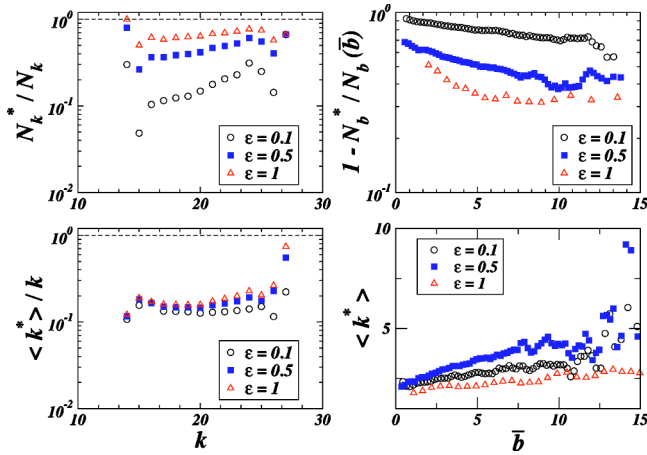 10^0
10^-1
10^-2
N_k^* / N_k
ε = 0.1
ε = 0.5
ε = 1
10 20 30
10^0
10^-1
1 - N_b^* / N_b (b̄)
ε = 0.1
ε = 0.5
ε = 1
0 5 10 15
10^0
10^-1
10^-2
< k^* > / k
ε = 0.1
ε = 0.5
ε = 1
10 20 30
k
10
5
< k^* >
ε = 0.1
ε = 0.5
ε = 1
0 5 10 15
b̄